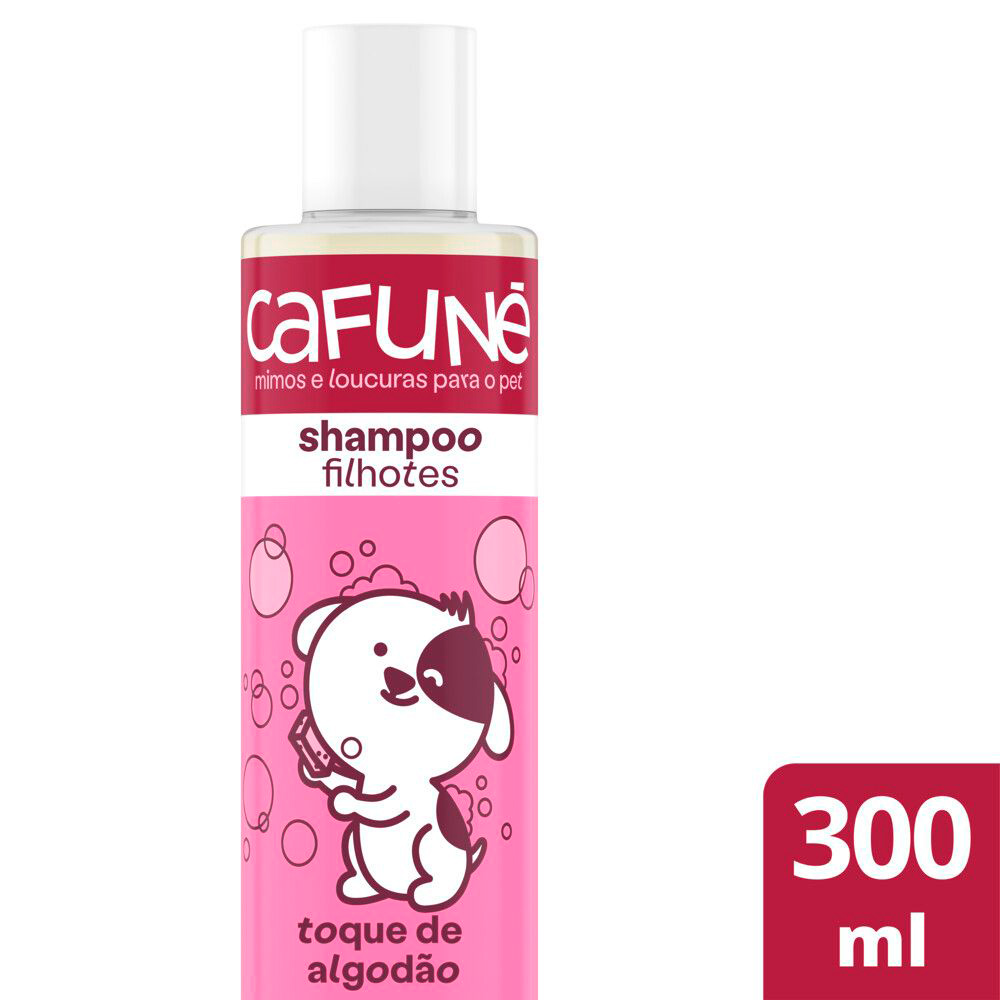 CAFUNÉ
mimos e loucuras para o pet
shampoo
filhotes
toque de
algodão
300
ml